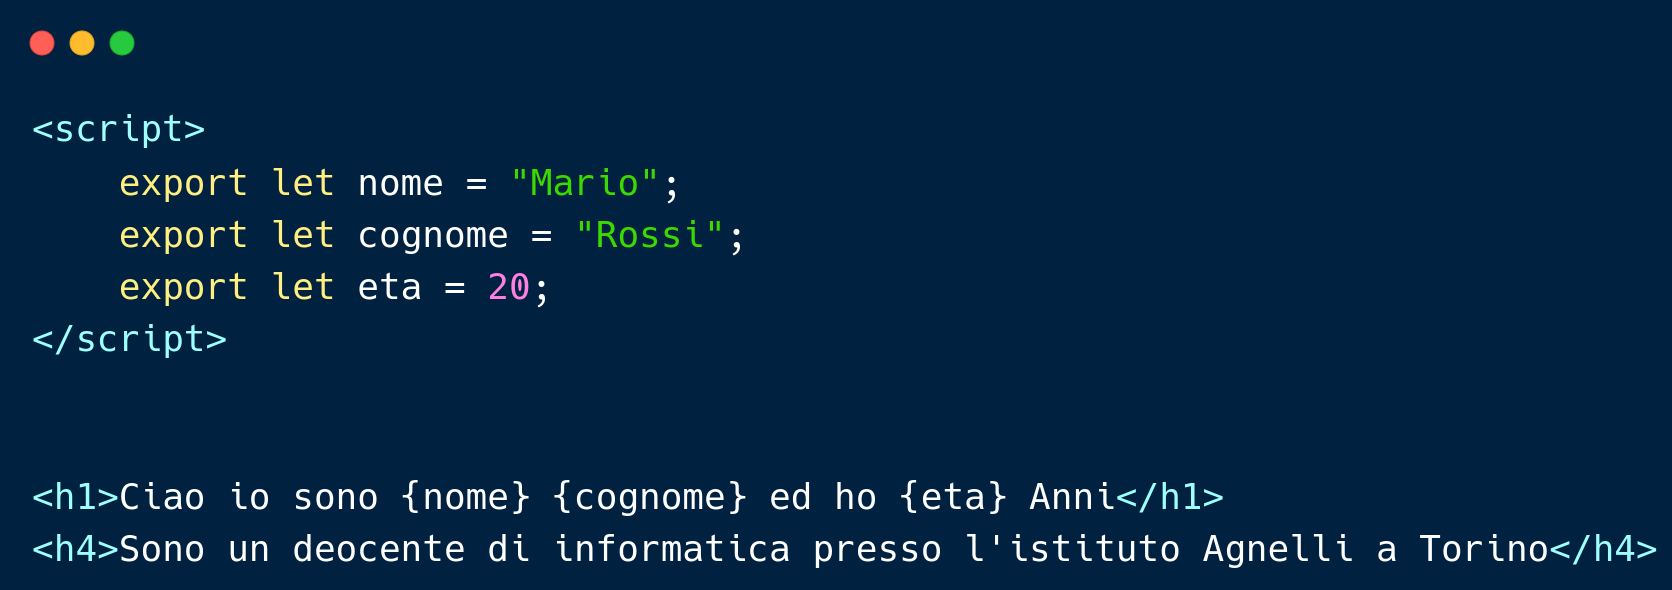 <script>
    export let nome = "Mario";
    export let cognome = "Rossi";
    export let eta = 20;
</script>
<h1>Ciao io sono {nome} {cognome} ed ho {eta} Anni</h1>
<h4>Sono un deocente di informatica presso l'istituto Agnelli a Torino</h4>